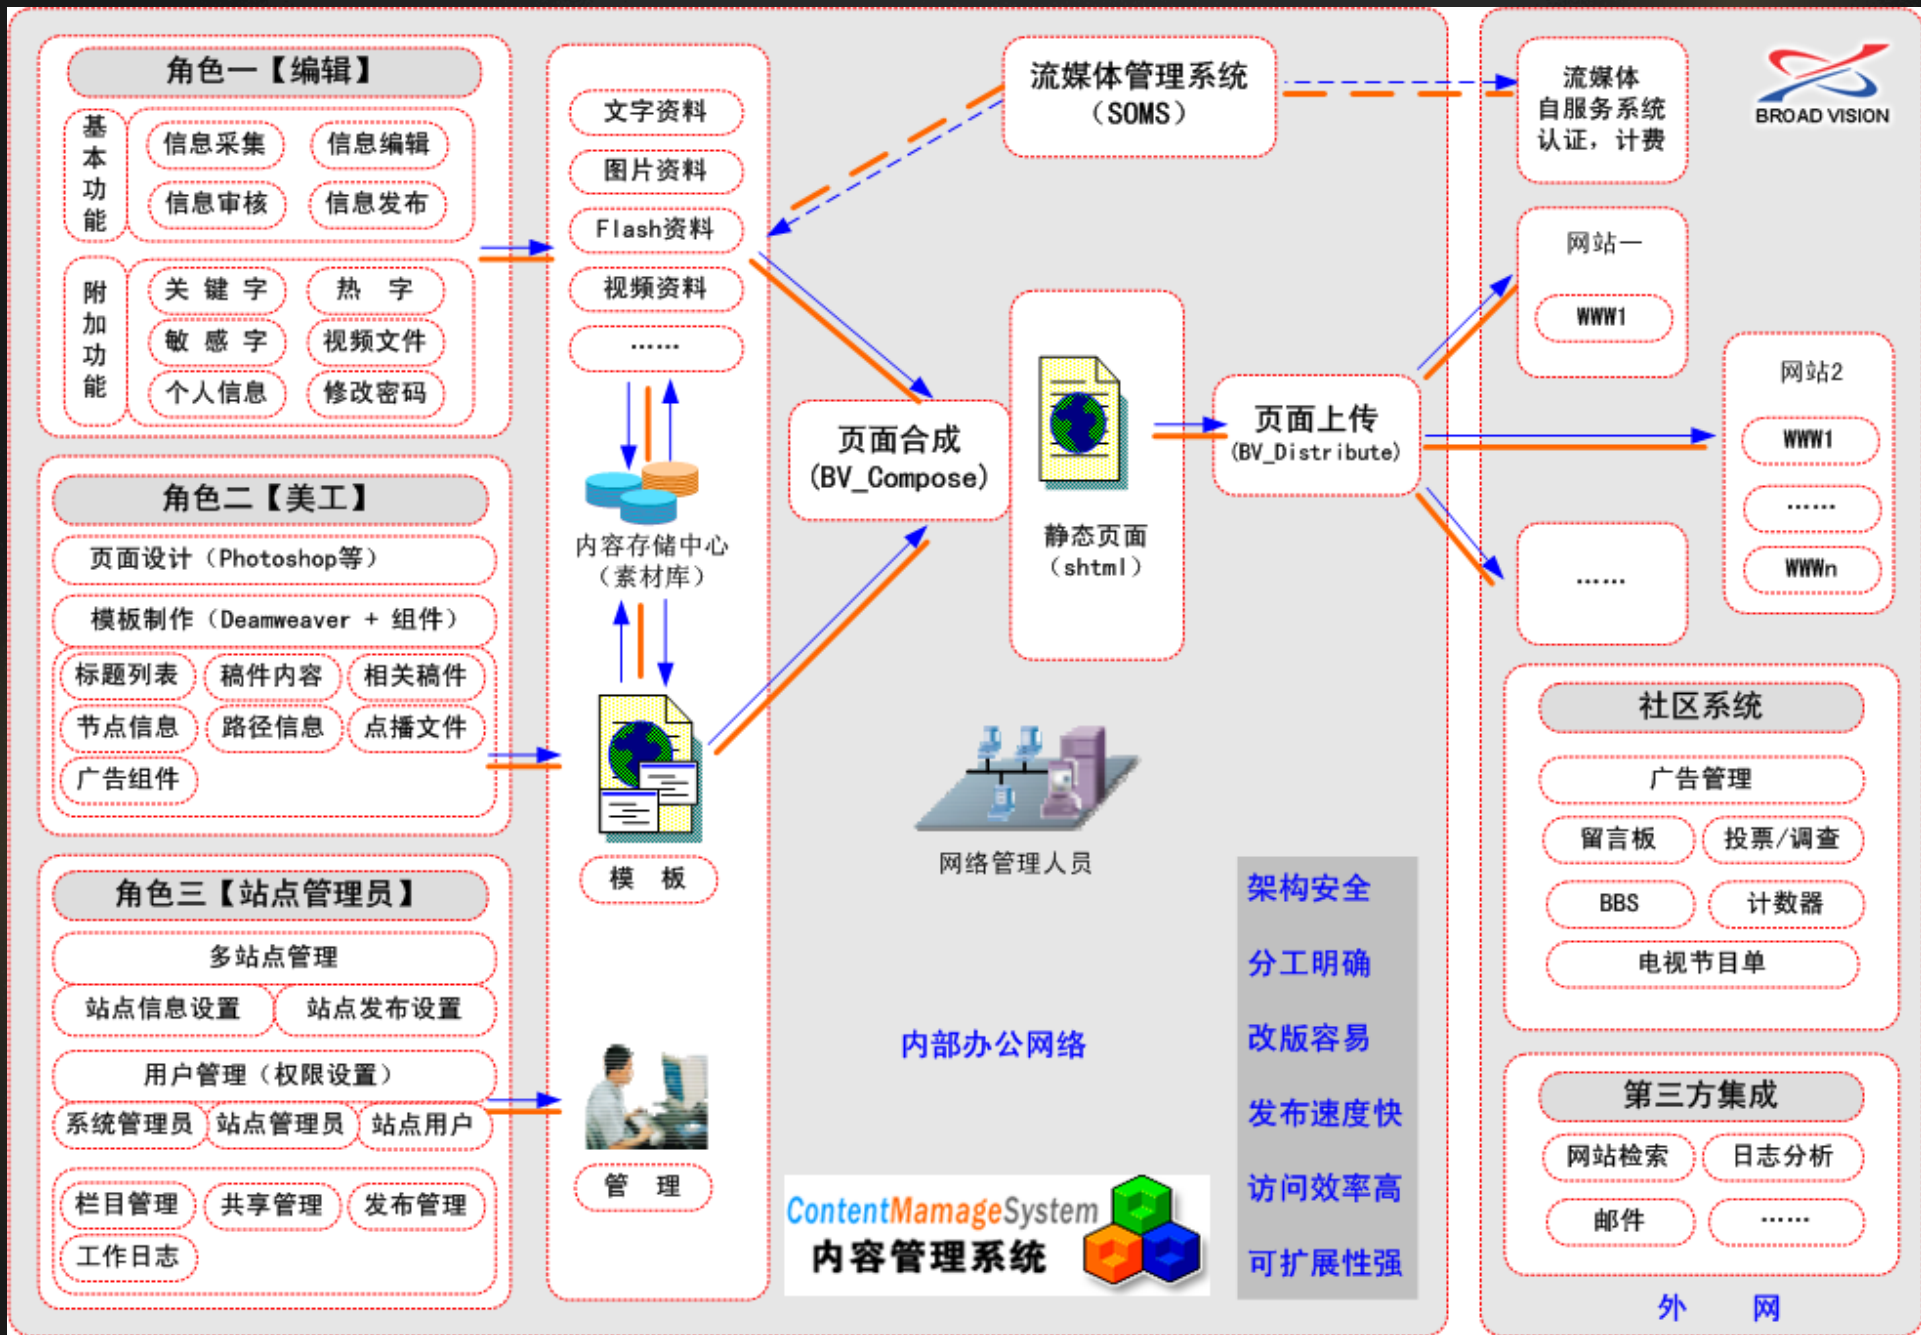 角色一【编辑】
基本功能
信息采集
信息编辑
信息审核
信息发布
附加功能
关 键 字
热 字
敏 感 字
视频文件
个人信息
修改密码
角色二【美工】
页面设计（Photoshop等）
模板制作（Deamweaver + 组件）
标题列表
稿件内容
相关稿件
节点信息
路径信息
点播文件
广告组件
角色三【站点管理员】
多站点管理
站点信息设置
站点发布设置
用户管理（权限设置）
系统管理员
站点管理员
站点用户
栏目管理
共享管理
发布管理
工作日志
文字资料
图片资料
Flash资料
视频资料
……
内容存储中心
（素材库）
模 板
管 理
流媒体管理系统
（SOMS）
页面合成
(BV_Compose)
静态页面
（shtml）
页面上传
(BV_Distribute)
网络管理人员
内部办公网络
ContentMamageSystem
内容管理系统
架构安全
分工明确
改版容易
发布速度快
访问效率高
可扩展性强
流媒体
自服务系统
认证，计费
BROAD VISION
网站一
WWW1
网站2
WWW1
……
WWWn
……
社区系统
广告管理
留言板
投票/调查
BBS
计数器
电视节目单
第三方集成
网站检索
日志分析
邮件
……
外 网